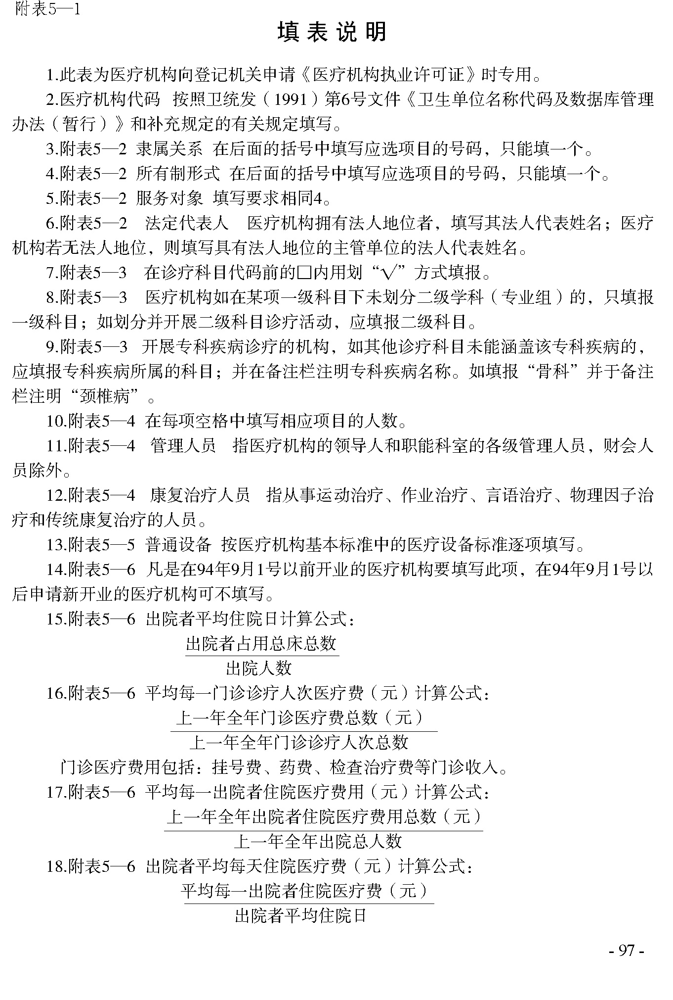 附表5—1
填 表 说 明
1.此表为医疗机构向登记机关申请《医疗机构执业许可证》时专用。
2.医疗机构代码 按照卫统发（1991）第6号文件《卫生单位名称代码及数据库管理
办法（暂行）》和补充规定的有关规定填写。
3.附表5—2 隶属关系 在后面的括号中填写应选项目的号码，只能填一个。
4.附表5—2 所有制形式 在后面的括号中填写应选项目的号码，只能填一个。
5.附表5—2 服务对象 填写要求相同4。
6.附表5—2 法定代表人 医疗机构拥有法人地位者，填写其法人代表姓名；医疗
机构若无法人地位，则填写具有法人地位的主管单位的法人代表姓名。
7.附表5—3 在诊疗科目代码前的□内用划“√”方式填报。
8.附表5—3 医疗机构如在某项一级科目下未划分二级学科（专业组）的，只填报
一级科目；如划分并开展二级科目诊疗活动，应填报二级科目。
9.附表5—3 开展专科疾病诊疗的机构，如其他诊疗科目未能涵盖该专科疾病的，
应填报专科疾病所属的科目；并在备注栏注明专科疾病名称。如填报“骨科”并于备注
栏注明“颈椎病”。
10.附表5—4 在每项空格中填写相应项目的人数。
11.附表5—4 管理人员 指医疗机构的领导人和职能科室的各级管理人员，财会人
员除外。
12.附表5—4 康复治疗人员 指从事运动治疗、作业治疗、言语治疗、物理因子治
疗和传统康复治疗的人员。
13.附表5—5 普通设备 按医疗机构基本标准中的医疗设备标准逐项填写。
14.附表5—6 凡是在94年9月1号以前开业的医疗机构要填写此项，在94年9月1号以
后申请新开业的医疗机构可不填写。
15.附表5—6 出院者平均住院日计算公式：
出院者占用总床总数
出院人数
16.附表5—6 平均每一门诊诊疗人次医疗费（元）计算公式：
上一年全年门诊医疗费总数（元）
上一年全年门诊诊疗人次总数
门诊医疗费用包括：挂号费、药费、检查治疗费等门诊收入。
17.附表5—6 平均每一出院者住院医疗费用（元）计算公式：
上一年全年出院者住院医疗费用总数（元）
上一年全年出院总人数
18.附表5—6 出院者平均每天住院医疗费（元）计算公式：
平均每一出院者住院医疗费（元）
出院者平均住院日
- 97 -